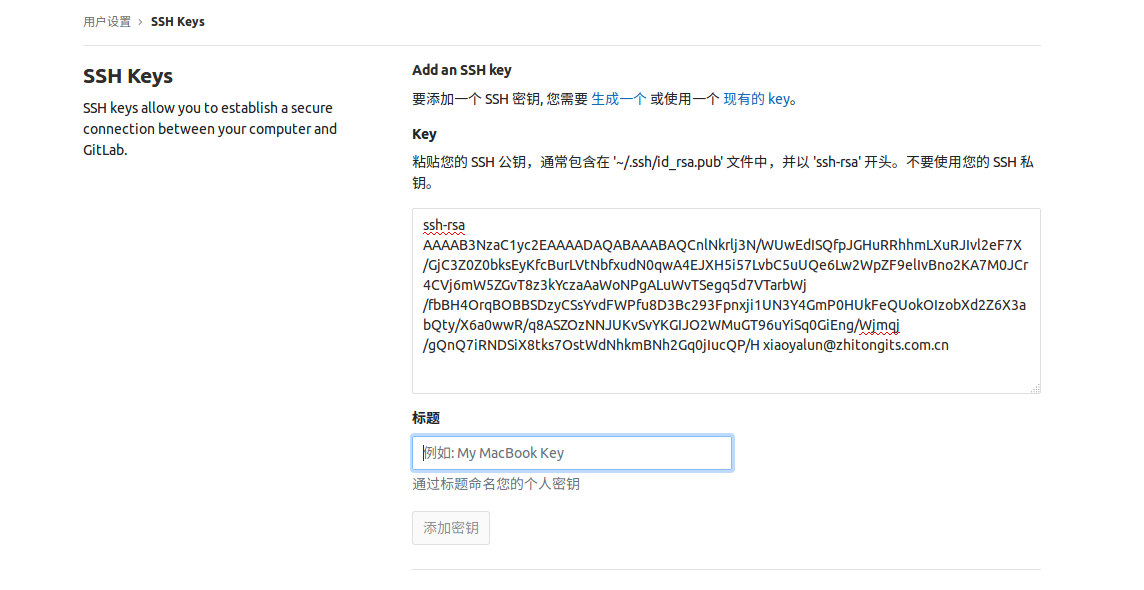 用户设置 › SSH Keys
SSH Keys
SSH keys allow you to establish a secure
connection between your computer and
GitLab.
Add an SSH key
要添加一个 SSH 密钥, 您需要 生成一个 或使用一个 现有的 key。
Key
粘贴您的 SSH 公钥，通常包含在 '~/.ssh/id_rsa.pub' 文件中，并以 'ssh-rsa' 开头。不要使用您的 SSH 私
钥。
ssh-rsa
AAAAB3NzaC1yc2EAAAADAQABAAABAQCnlNkrlj3N/WUwEdISQfpJGHuRRhhmLXuRJIvl2eF7X
/GjC3Z0Z0bksEyKfcBurLVtNbfxudN0qwA4EJXH5i57LvbC5uUQe6Lw2WpZF9elIvBno2KA7M0JCr
4CVj6mW5ZGvT8z3kYczaAaWoNPgALuWvTSegq5d7VTarbWj
/fbBH4OrqBOBBSDzyCSsYvdFWPfu8D3Bc293Fpnxji1UN3Y4GmP0HUkFeQUokOIzobXd2Z6X3a
bQty/X6a0wwR/q8ASZOzNNJUKvSvYKGIJO2WMuGT96uYiSq0GiEng/Wjmqj
/gQnQ7iRNDSiX8tks7OstWdNhkmBNh2Gq0jIucQP/H xiaoyalun@zhitongits.com.cn
标题
例如: My MacBook Key
通过标题命名您的个人密钥
添加密钥